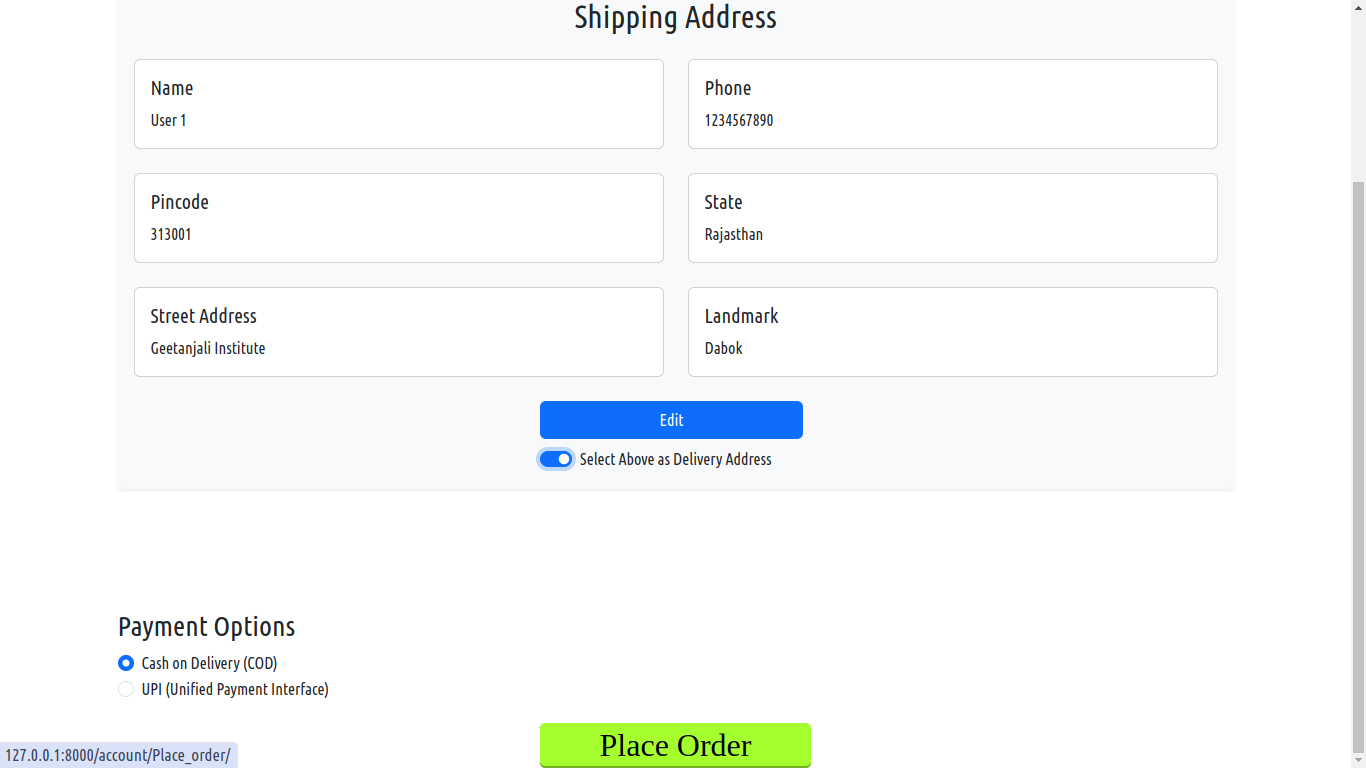 Shipping Address
Name
User 1
Phone
1234567890
Pincode
313001
State
Rajasthan
Street Address
Geetanjali Institute
Landmark
Dabok
Edit
Select Above as Delivery Address
Payment Options
Cash on Delivery (COD)
UPI (Unified Payment Interface)
Place Order
127.0.0.1:8000/account/Place_order/